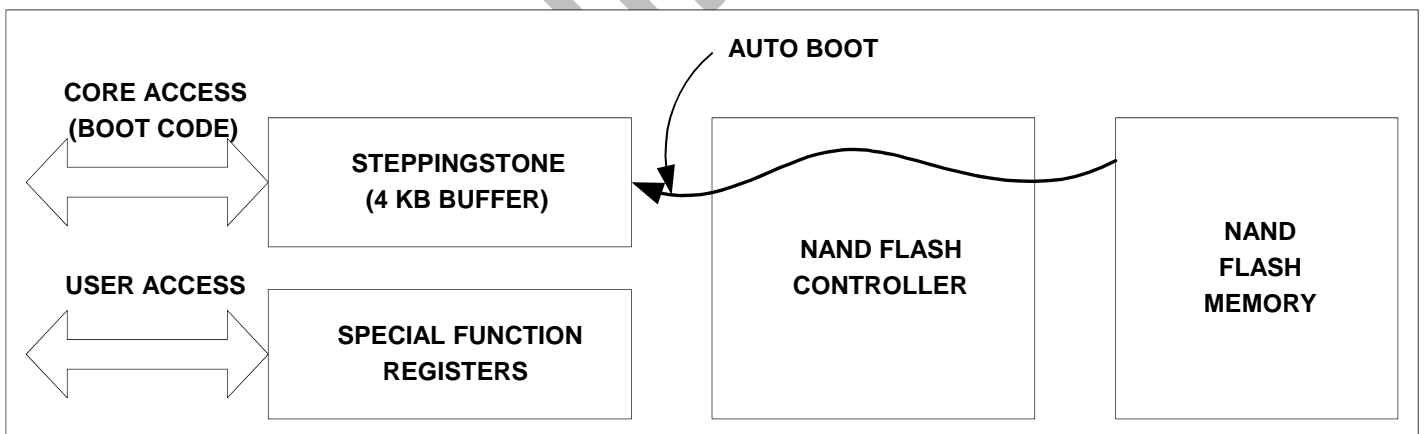 AUTO BOOT
CORE ACCESS
(BOOT CODE)
STEPPINGSTONE
(4 KB BUFFER)
NAND FLASH
CONTROLLER
NAND
FLASH
MEMORY
USER ACCESS
SPECIAL FUNCTION
REGISTERS